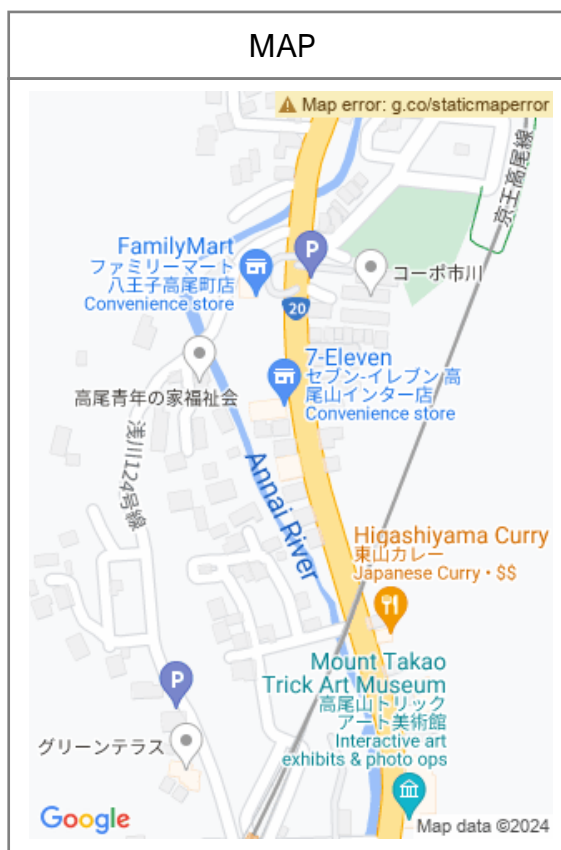 MAP
Map error: g.co/staticmaperror
京王高尾線
FamilyMart
ファミリーマート
八王子高尾町店
Convenience store
P
コーポ市川
20
7-Eleven
セブン-イレブン 高
尾山インター店
Convenience store
高尾青年の家福祉会
浅川124号線
Annai River
Higashiyama Curry
東山カレー
Japanese Curry • $$
Mount Takao
Trick Art Museum
高尾山トリック
アート美術館
Interactive art
exhibits & photo ops
P
グリーンテラス
Google
Map data ©2024